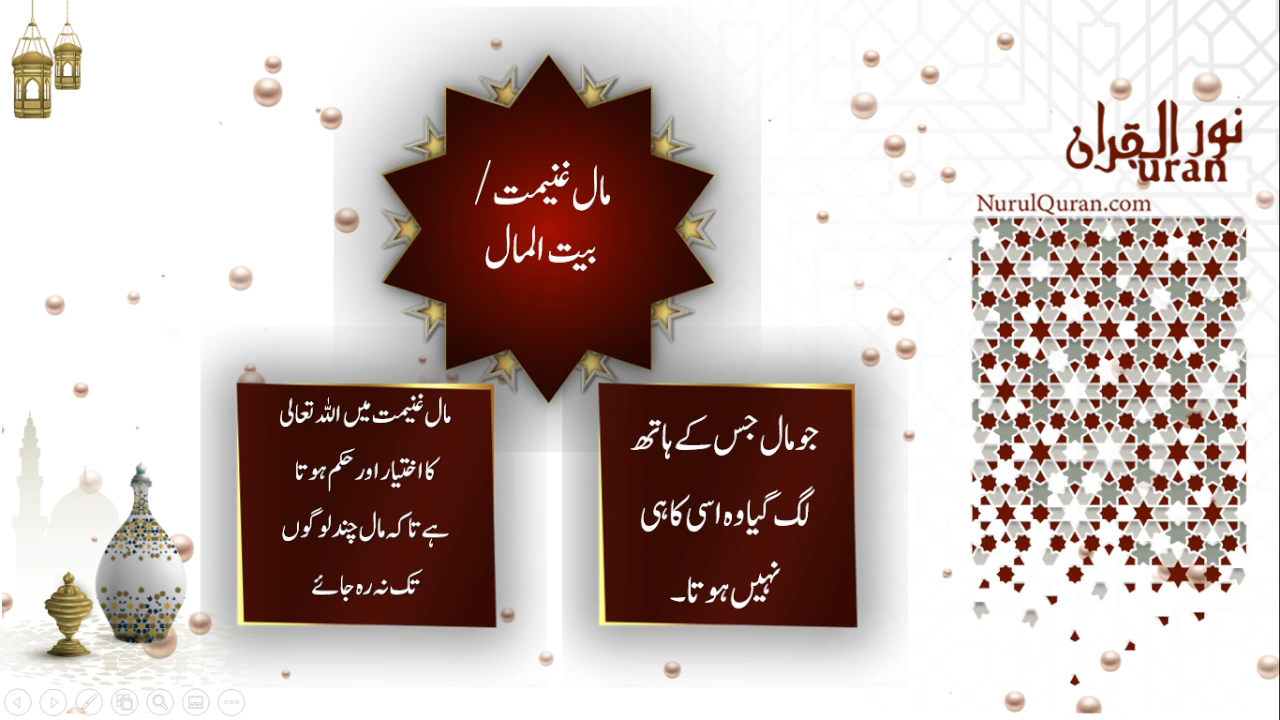 مال غنیمت /
بیت المال
جو مال جس کے ہاتھ
لگ گیا وہ اسی کا ہی
نہیں ہوتا۔
مال غنیمت میں اللہ تعالی
کا اختیار اور حکم ہوتا
ہے تاکہ مال چند لوگوں
تک نہ رہ جائے
نور القرآن
uran
NurulQuran.com